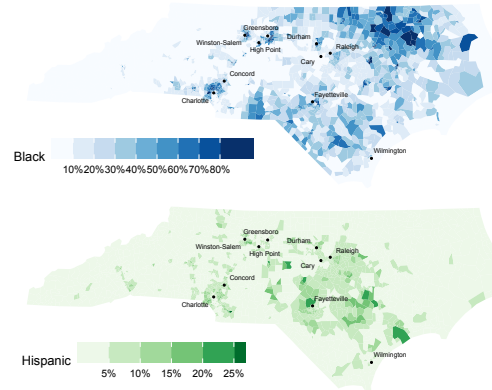 Greensboro
Winston-Salem
Durham
High Point
Raleigh
Cary
Concord
Charlotte
Fayetteville
Black
Wilmington
10%20%30%40%50%60%70%80%
Greensboro
Winston-Salem
Durham
High Point
Raleigh
Cary
Concord
Charlotte
Fayetteville
Hispanic
Wilmington
5% 10% 15% 20% 25%